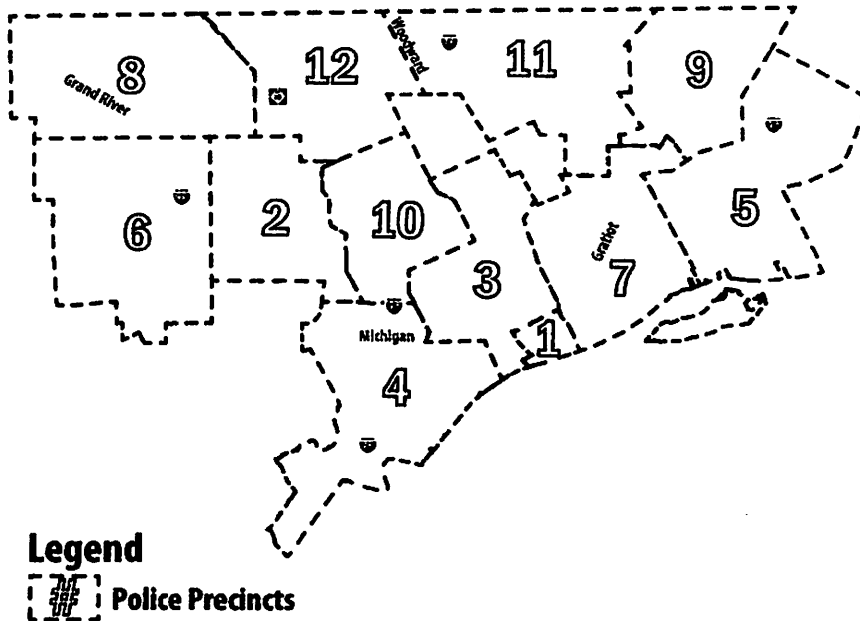 8
12
Woodward
11
9
Grand River
6
2
10
5
3
Gratiot
7
1
Michigan
4
Legend
# Police Precincts